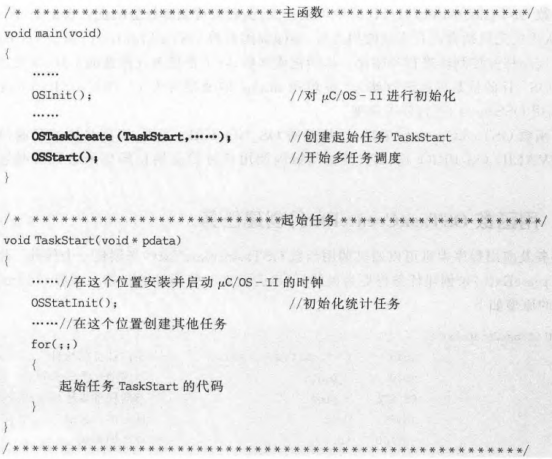 /* *********************主函数*********************/
void main(void)
{
……
OSInit(); //对 μC/OS-II 进行初始化
……
OSTaskCreate (TaskStart,……); //创建起始任务 TaskStart
OSStart(); //开始多任务调度
}
/* *********************起始任务*********************/
void TaskStart(void* pdata)
{
……//在这个位置安装并启动 μC/OS-II 的时钟
OSStatInit(); //初始化统计任务
……//在这个位置创建其他任务
for(;;)
{
起始任务 TaskStart 的代码
}
}
/****************************************************/